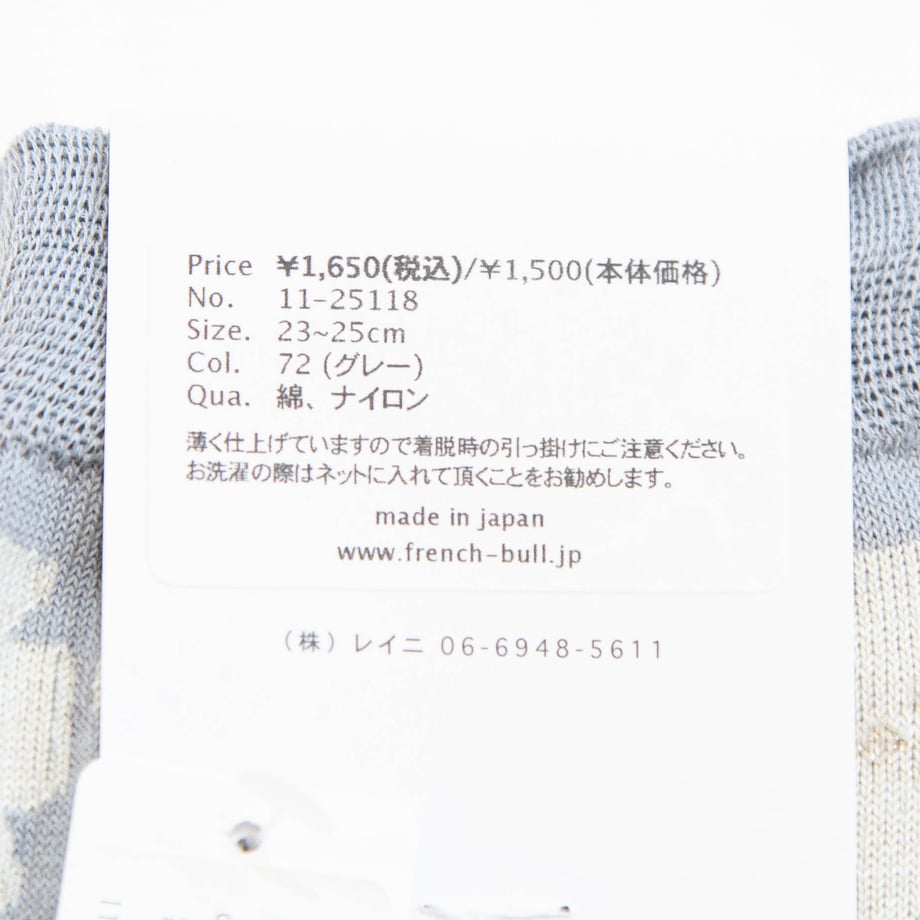 Price ¥1,650(税込)/¥1,500(本体価格)
No. 11-25118
Size. 23~25cm
Col. 72 (グレー)
Qua. 綿、ナイロン
薄く仕上げていますので着脱時の引っ掛けにご注意ください。
お洗濯の際はネットに入れて頂くことをお勧めします。
made in japan
www.french-bull.jp
（株）レイニ 06-6948-5611